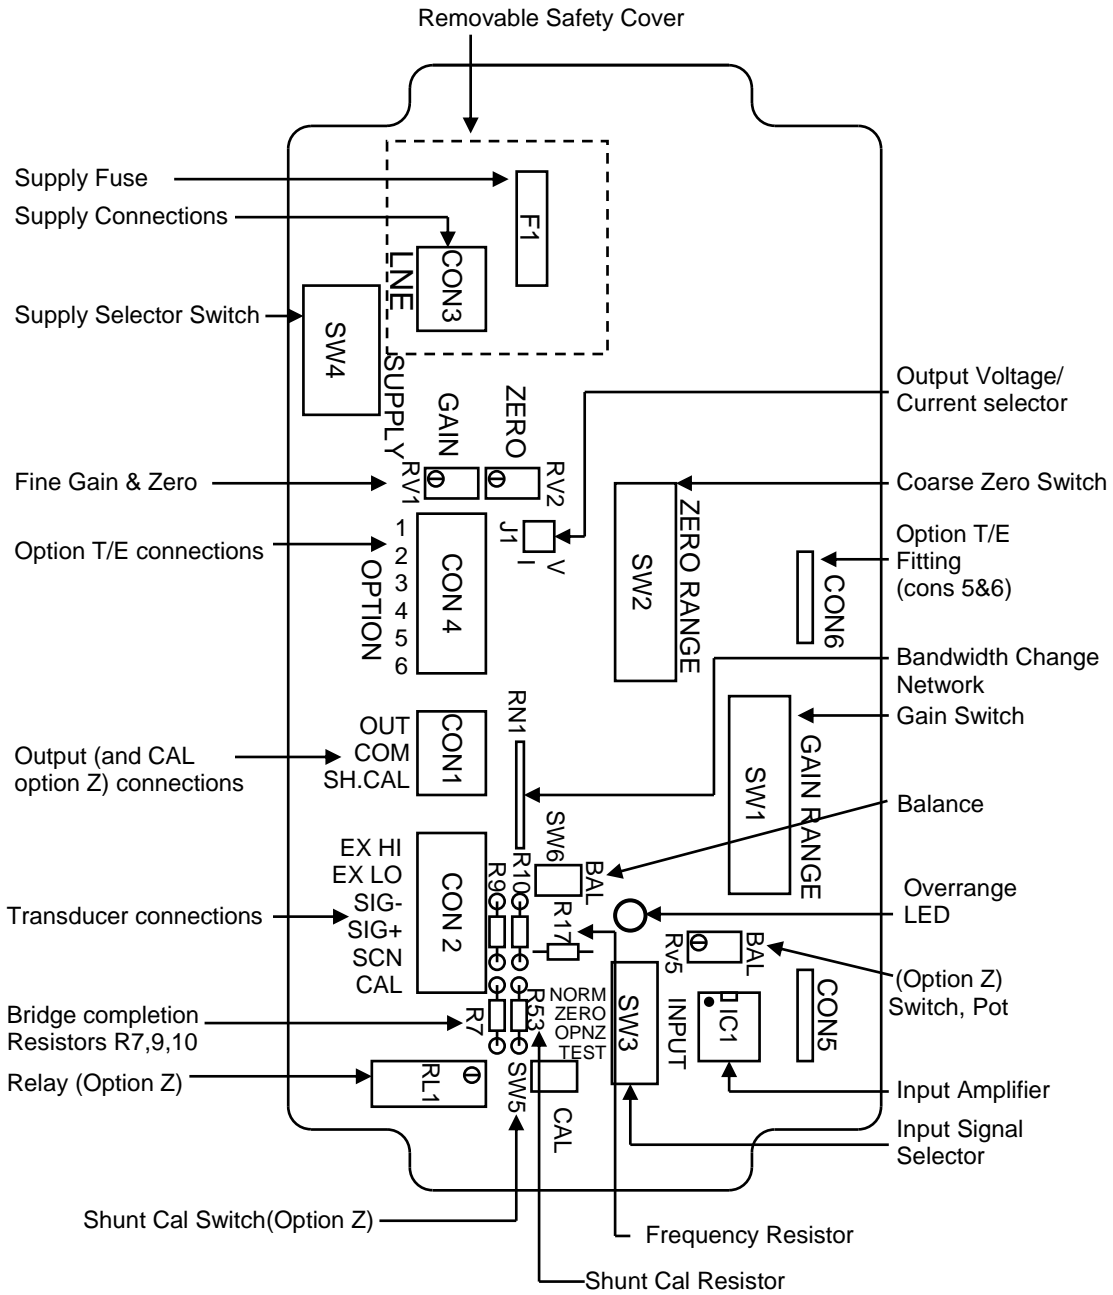 Removable Safety Cover
Supply Fuse
Supply Connections
F1
LNE
CON3
Supply Selector Switch
SW4
SUPPLY
GAIN
ZERO
Output Voltage/
Current selector
Fine Gain & Zero
RV1
RV2
Coarse Zero Switch
ZERO RANGE
SW2
Option T/E connections
1
2
3
4
5
6
OPTION
CON 4
J1
I
V
Option T/E
Fitting
(cons 5&6)
CON6
Bandwidth Change
Network
RN1
Gain Switch
GAIN RANGE
SW1
Output (and CAL
option Z) connections
OUT
COM
SH.CAL
CON1
SW6
BAL
Balance
EX HI
EX LO
SIG-
SIG+
SCN
CAL
CON 2
R9
R10
R17
Transducer connections
Overrange
LED
Rv5
BAL
(Option Z)
Switch, Pot
CON5
Bridge completion
Resistors R7,9,10
R7
R53
NORM
ZERO
OPNZ
TEST
SW3
INPUT
IC1
Relay (Option Z)
RL1
SW5
CAL
Input Amplifier
Input Signal
Selector
Shunt Cal Switch(Option Z)
Frequency Resistor
Shunt Cal Resistor